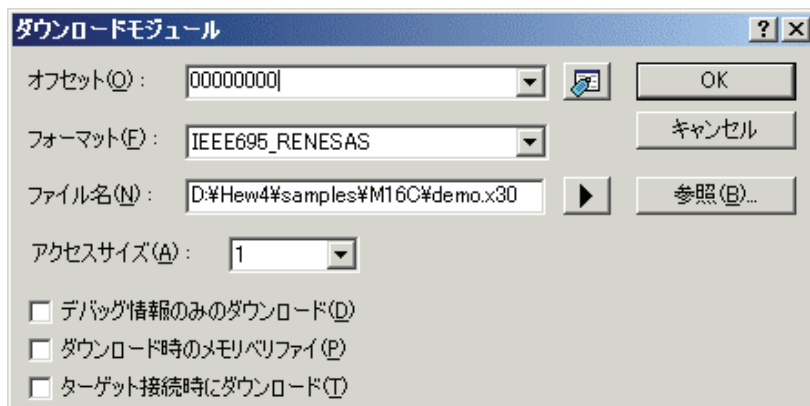 ダウンロードモジュール
オフセット(O): 00000000 OK
フォーマット(F): IEEE695_RENESAS キャンセル
ファイル名(N): D:¥Hew4¥samples¥M16C¥demo.x30 参照(B)...
アクセスサイズ(A): 1
デバッグ情報のみのダウンロード(D)
ダウンロード時のメモリベリファイ(P)
ターゲット接続時にダウンロード(T)